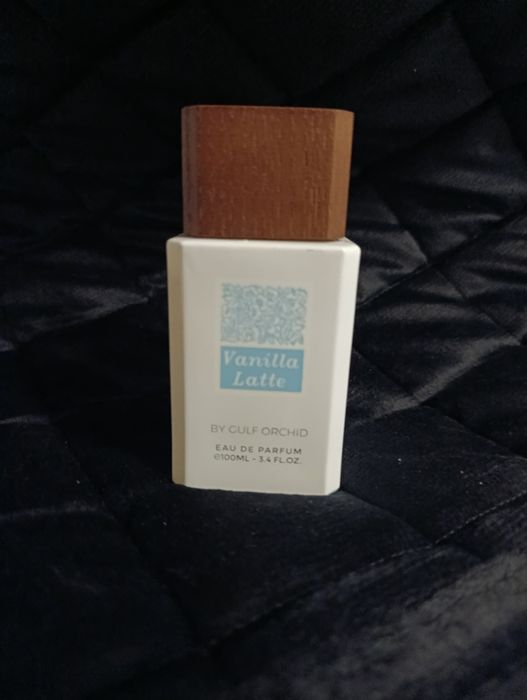 Vanilla
Latte
BY GULF ORCHiD
EAU DE PARFUM
℮100ML - 3.4 FL.OZ.